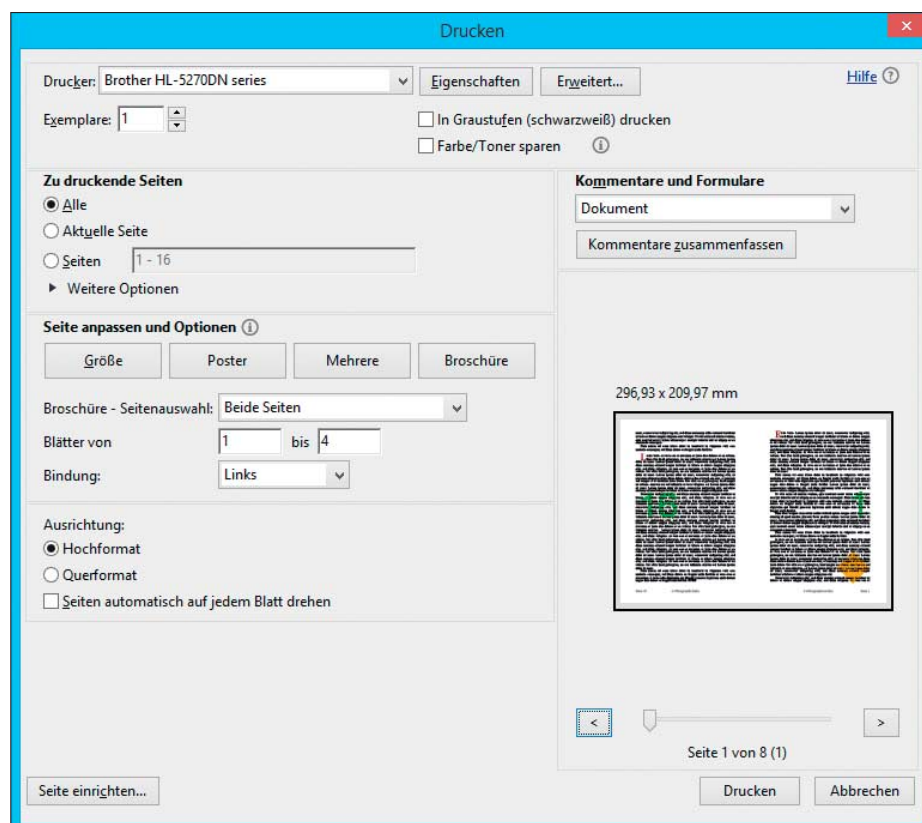 Drucken
Drucker: Brother HL-5270DN series Eigenschaften Erweitert... Hilfe
Exemplare: 1 In Graustufen (schwarzweiß) drucken
Farbe/Toner sparen
Zu druckende Seiten
Alle
Aktuelle Seite
Seiten 1 - 16
Weitere Optionen
Kommentare und Formulare
Dokument
Kommentare zusammenfassen
Seite anpassen und Optionen
Größe Poster Mehrere Broschüre
Broschüre - Seitenauswahl: Beide Seiten
Blätter von 1 bis 4
Bindung: Links
Ausrichtung:
Hochformat
Querformat
Seiten automatisch auf jedem Blatt drehen
296,93 x 209,97 mm
16 1
< >
Seite 1 von 8 (1)
Seite einrichten... Drucken Abbrechen